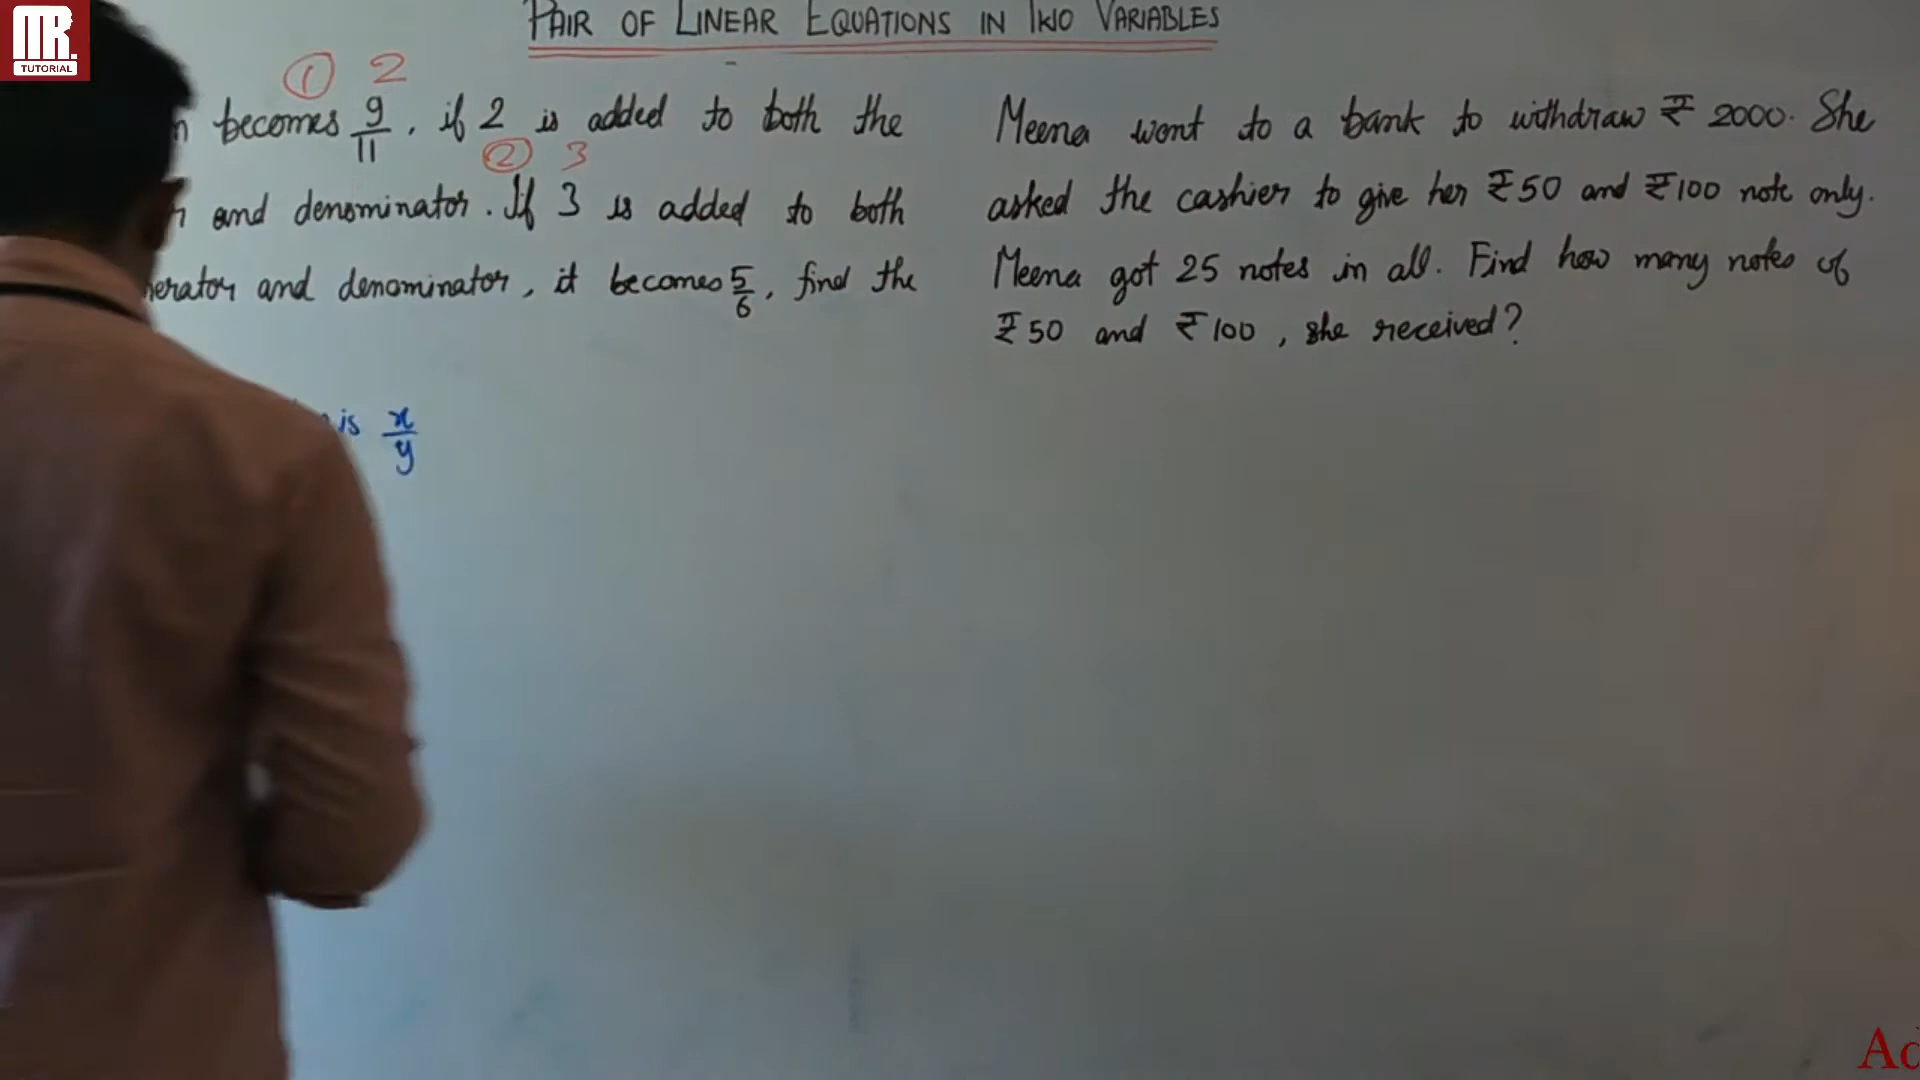 MR.
TUTORIAL
PAIR OF LINEAR EQUATIONS IN TWO VARIABLES
① 2
becomes 9/11, if 2 is added to both the
② 3
and denominator. If 3 is added to both
and denominator, it becomes 5/6, find the
is x/y
Meena went to a bank to withdraw ₹ 2000. She
asked the cashier to give her ₹50 and ₹100 note only.
Meena got 25 notes in all. Find how many notes of
₹50 and ₹100, she received?